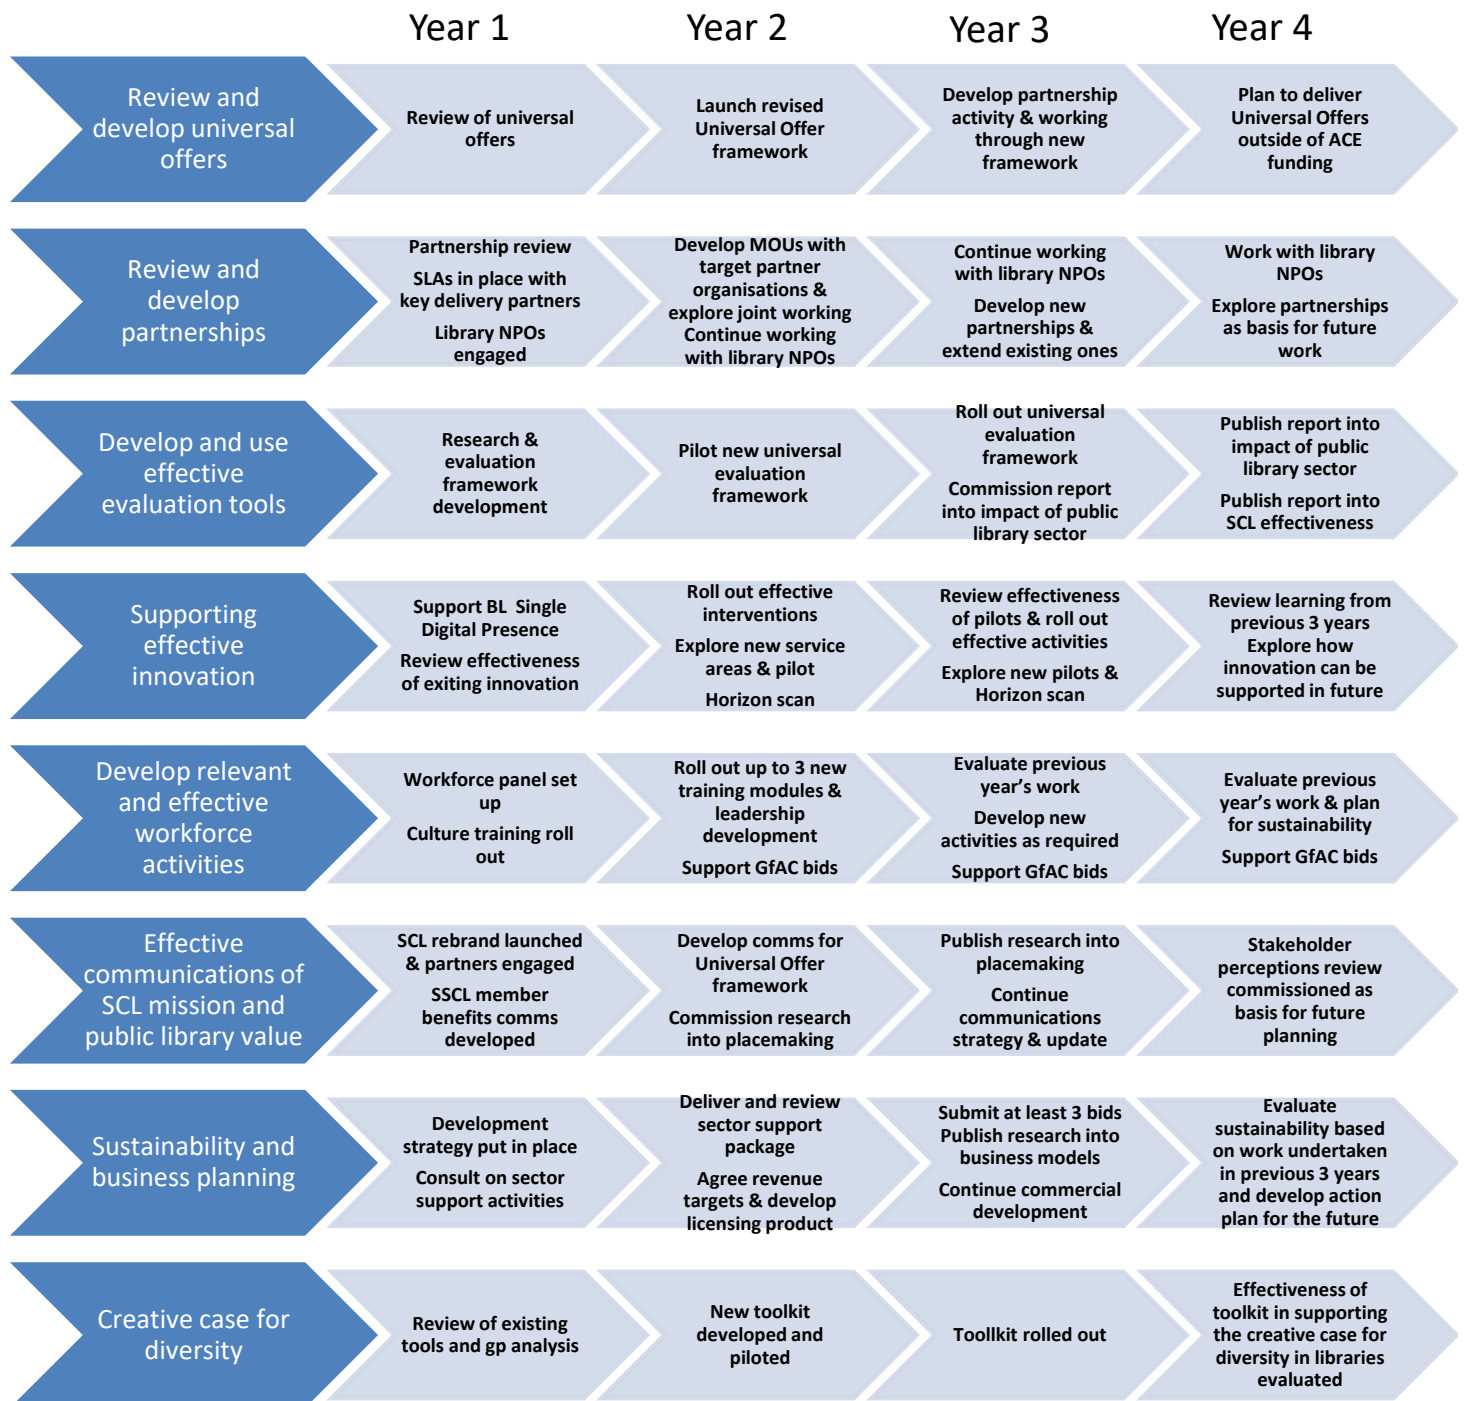 Year 1
Year 2
Year 3
Year 4
Review and
develop universal
offers
Review of universal
offers
Launch revised
Universal Offer
framework
Develop partnership
activity & working
through new
framework
Plan to deliver
Universal Offers
outside of ACE
funding
Review and
develop
partnerships
Partnership review
SLAs in place with
key delivery partners
Library NPOs
engaged
Develop MOUs with
target partner
organisations &
explore joint working
Continue working
with library NPOs
Continue working
with library NPOs
Develop new
partnerships &
extend existing ones
Work with library
NPOs
Explore partnerships
as basis for future
work
Develop and use
effective
evaluation tools
Research &
evaluation
framework
development
Pilot new universal
evaluation
framework
Roll out universal
evaluation
framework
Commission report
into impact of public
library sector
Publish report into
impact of public
library sector
Publish report into
SCL effectiveness
Supporting
effective
innovation
Support BL  Single
Digital Presence
Review effectiveness
of exiting innovation
Roll out effective
interventions
Explore new service
areas & pilot
Horizon scan
Review effectiveness
of pilots & roll out
effective activities
Explore new pilots &
Horizon scan
Review learning from
previous 3 years
Explore how
innovation can be
supported in future
Develop relevant
and effective
workforce
activities
Workforce panel set
up
Culture training roll
out
Roll out up to 3 new
training modules &
leadership
development
Support GfAC bids
Evaluate previous
year’s work
Develop new
activities as required
Support GfAC bids
Evaluate previous
year’s work & plan
for sustainability
Support GfAC bids
Effective
communications of
SCL mission and
public library value
SCL rebrand launched
& partners engaged
SSCL member
benefits comms
developed
Develop comms for
Universal Offer
framework
Commission research
into placemaking
Publish research into
placemaking
Continue
communications
strategy & update
Stakeholder
perceptions review
commissioned as
basis for future
planning
Sustainability and
business planning
Development
strategy put in place
Consult on sector
support activities
Deliver and review
sector support
package
Agree revenue
targets & develop
licensing product
Submit at least 3 bids
Publish research into
business models
Continue commercial
development
Evaluate
sustainability based
on work undertaken
in previous 3 years
and develop action
plan for the future
Creative case for
diversity
Review of existing
tools and gp analysis
New toolkit
developed and
piloted
Toollkit rolled out
Effectiveness of
toolkit in supporting
the creative case for
diversity in libraries
evaluated